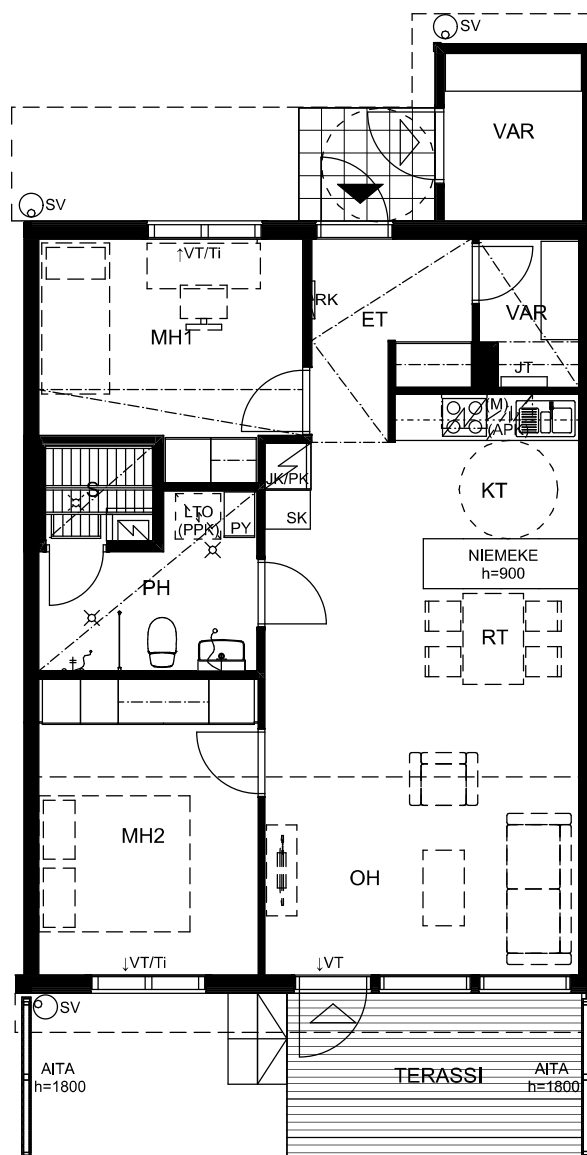 SV
VAR
SV
↑VT/Ti
RK
ET
VAR
MH1
JT
(M)
(APK)
S
JK/PK
KT
LTO
(PPK)
PY
SK
NIEMEKE
h=900
PH
RT
MH2
OH
↓VT/Ti
↓VT
SV
AITA
h=1800
TERASSI
AITA
h=1800